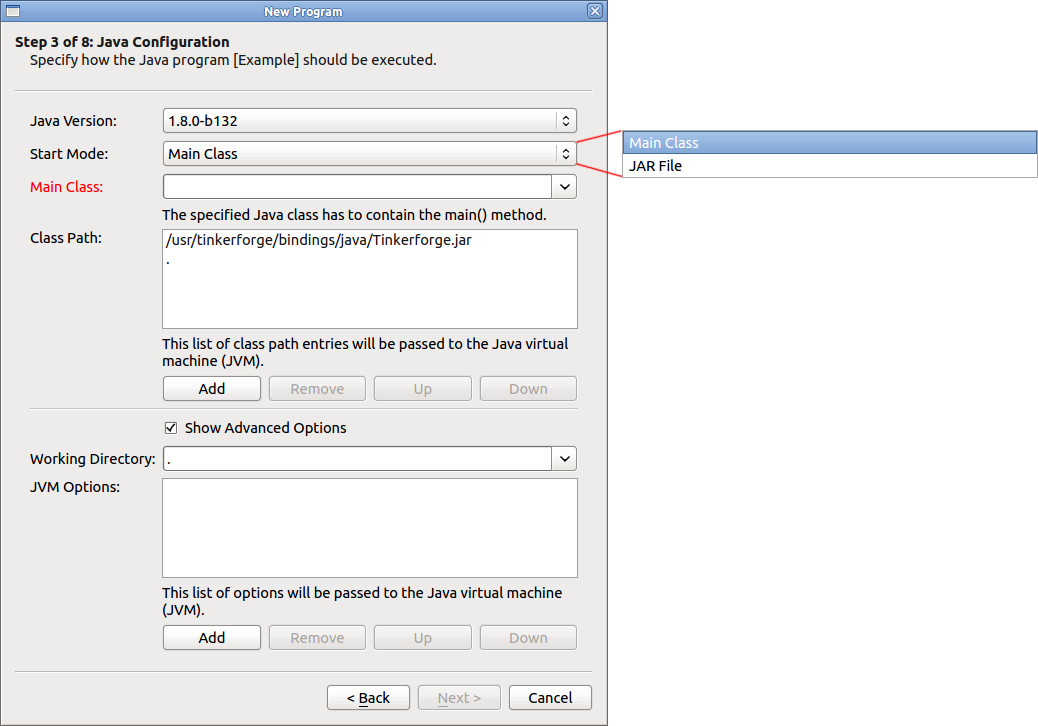 New Program
Step 3 of 8: Java Configuration
Specify how the Java program [Example] should be executed.
Java Version: 1.8.0-b132
Start Mode: Main Class
Main Class
JAR File
Main Class:
The specified Java class has to contain the main() method.
Class Path: /usr/tinkerforge/bindings/java/Tinkerforge.jar
.
This list of class path entries will be passed to the Java virtual
machine (JVM).
Add Remove Up Down
Show Advanced Options
Working Directory: .
JVM Options:
This list of options will be passed to the Java virtual machine
(JVM).
Add Remove Up Down
< Back Next > Cancel